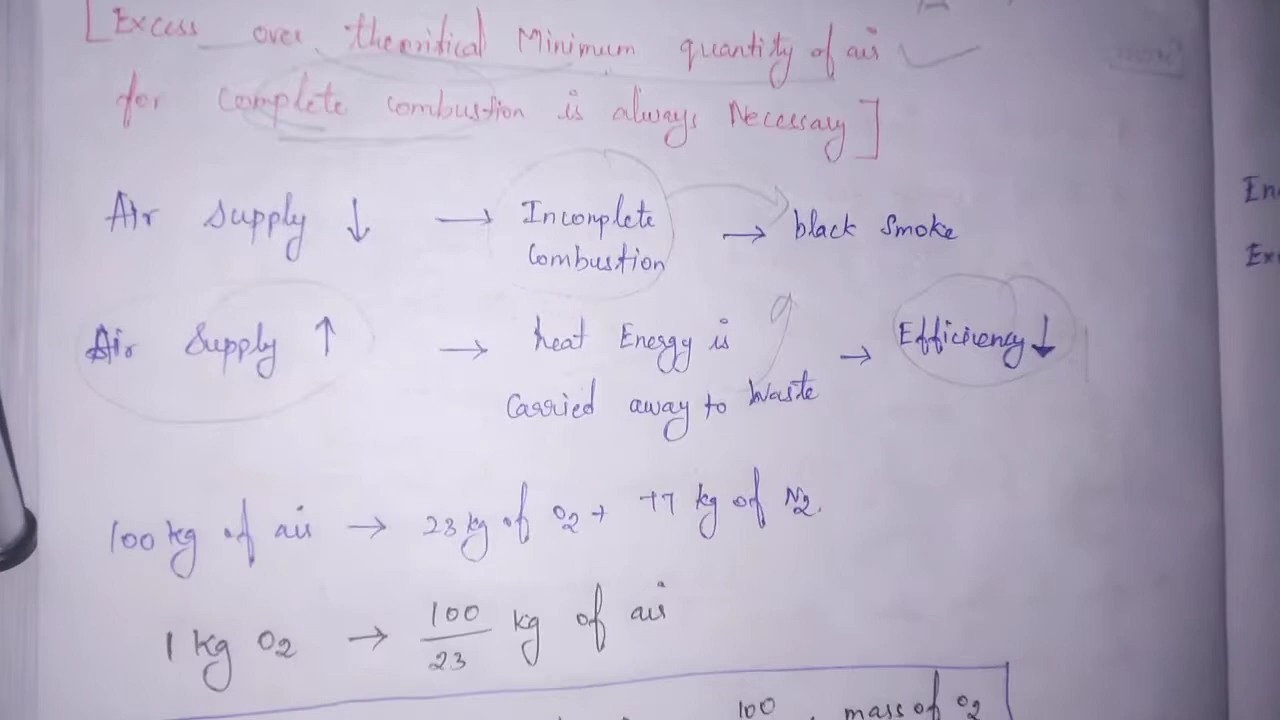 [Excess over theoritical Minimum quantity of air
for complete combustion is always Necessary]
Air Supply ↓ → Incomplete Combustion → black smoke
Air Supply ↑ → heat Energy is Carried away to Waste → Efficiency ↓
100 kg of air → 23 kg of O2 + 77 kg of N2.
1 kg O2 → 100/23 kg of air
100 mass of O2
En
Ex